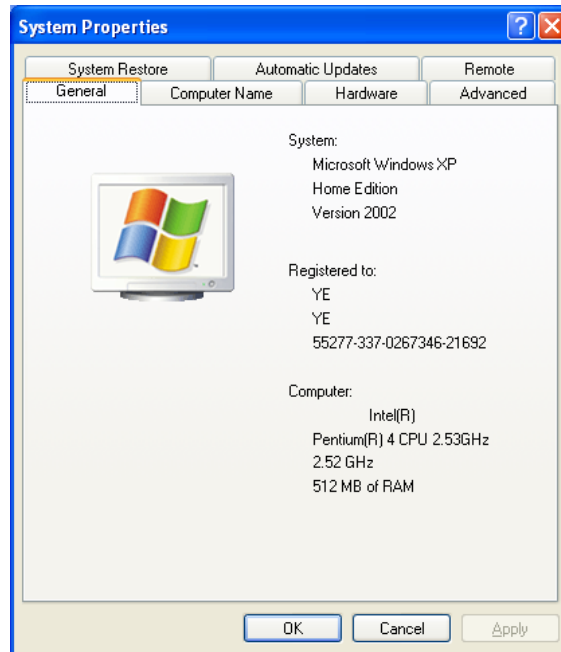 System Properties
System Restore Automatic Updates Remote
General Computer Name Hardware Advanced
System:
Microsoft Windows XP
Home Edition
Version 2002
Registered to:
YE
YE
55277-337-0267346-21692
Computer:
Intel(R)
Pentium(R) 4 CPU 2.53GHz
2.52 GHz
512 MB of RAM
OK Cancel Apply